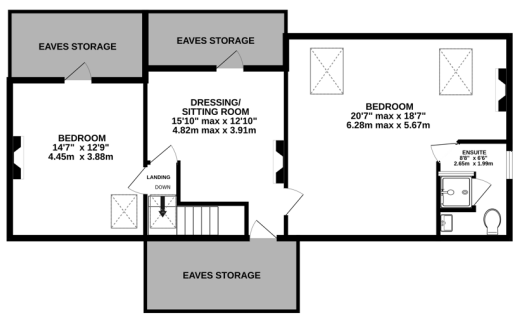 EAVES STORAGE
EAVES STORAGE
BEDROOM
14'7" x 12'9"
4.45m x 3.88m
DRESSING/
SITTING ROOM
15'10" max x 12'10"
4.82m max x 3.91m
BEDROOM
20'7" max x 18'7"
6.28m max x 5.67m
ENSUITE
8'8" x 6'6"
2.65m x 1.99m
LANDING
DOWN
EAVES STORAGE